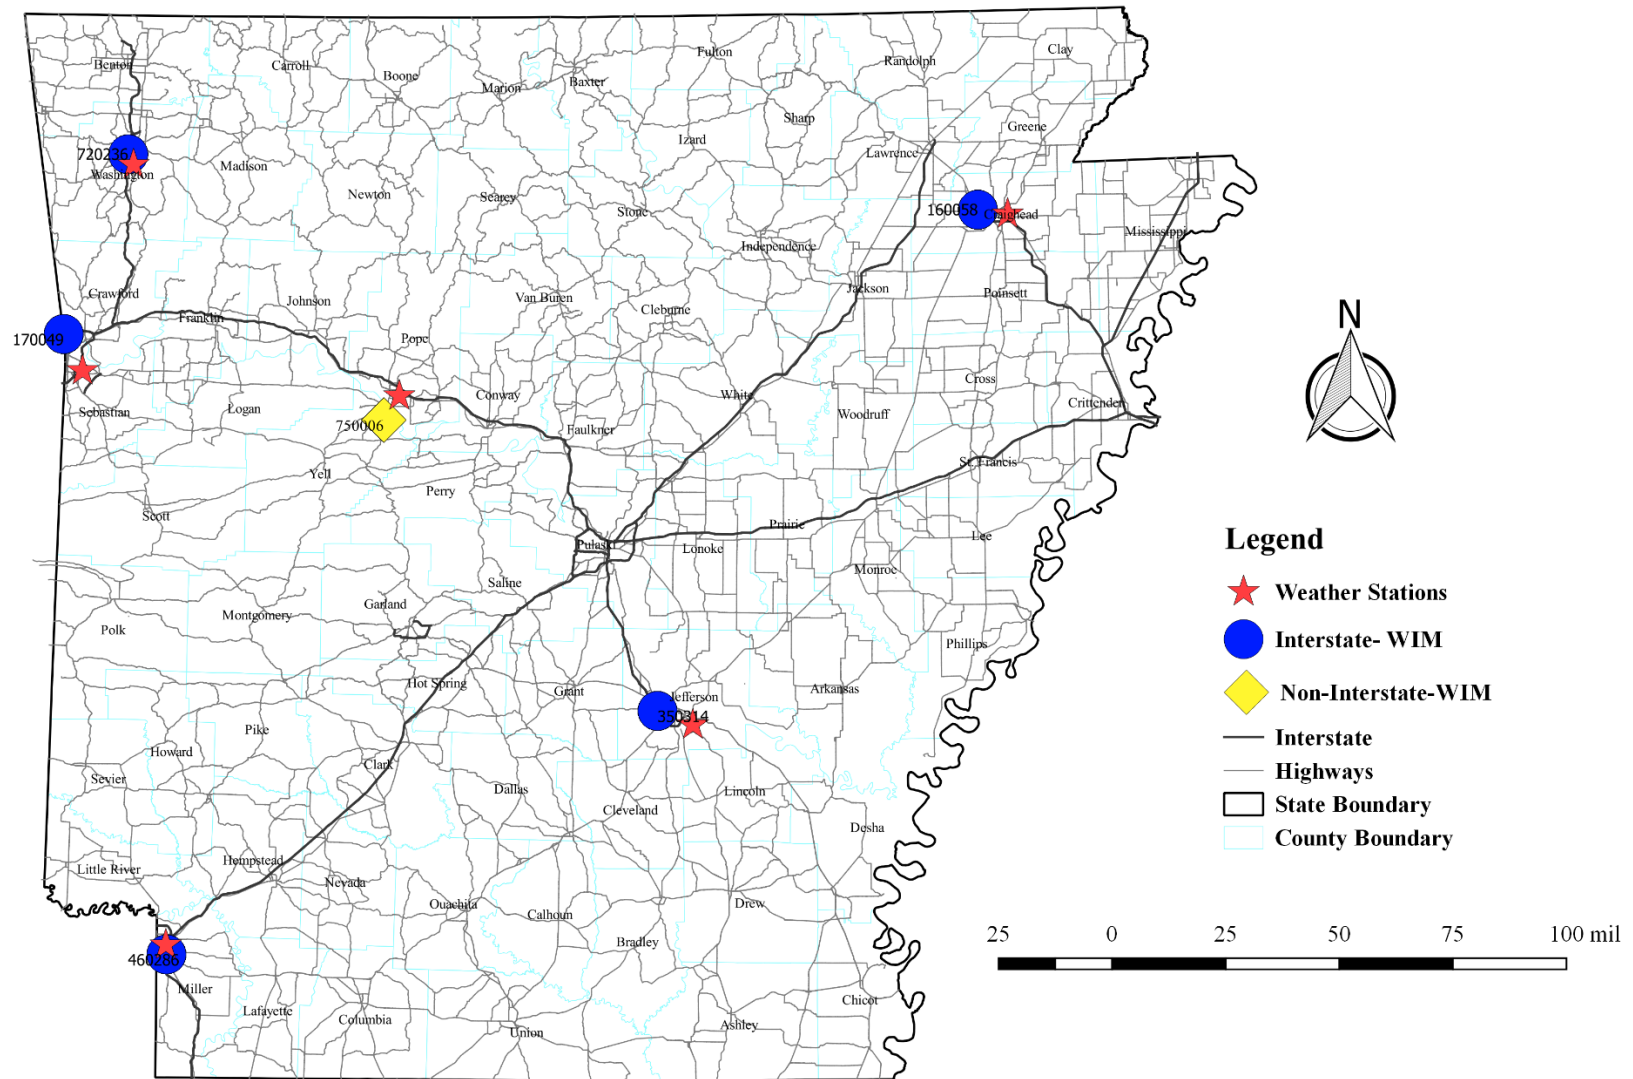 Benton
Carroll
Boone
Marion
Baxter
Fulton
Randolph
Clay
Sharp
Greene
Izard
Lawrence
720236
Washington
Madison
Newton
Searey
Stone
Independence
160058
Craighead
Mississippi
Crawford
Johnson
Franklin
Van Buren
Cleburne
Jackson
Poinsett
170049
Pope
Sebastian
Logan
750006
Conway
Faulkner
White
Woodruff
Cross
Crittenden
Yell
Perry
St. Francis
Scott
Pulaski
Lonoke
Prairie
Lee
Monroe
Saline
Garland
Montgomery
Polk
Phillips
Hot Spring
Grant
Jefferson
350314
Arkansas
Pike
Howard
Sevier
Clark
Dallas
Cleveland
Lincoln
Desha
Little River
Hempstead
Nevada
Ouachita
Calhoun
Drew
Bradley
460286
Miller
Lafayette
Columbia
Union
Ashley
Chicot
N
Legend
Weather Stations
Interstate- WIM
Non-Interstate-WIM
Interstate
Highways
State Boundary
County Boundary
25 0 25 50 75 100 mil